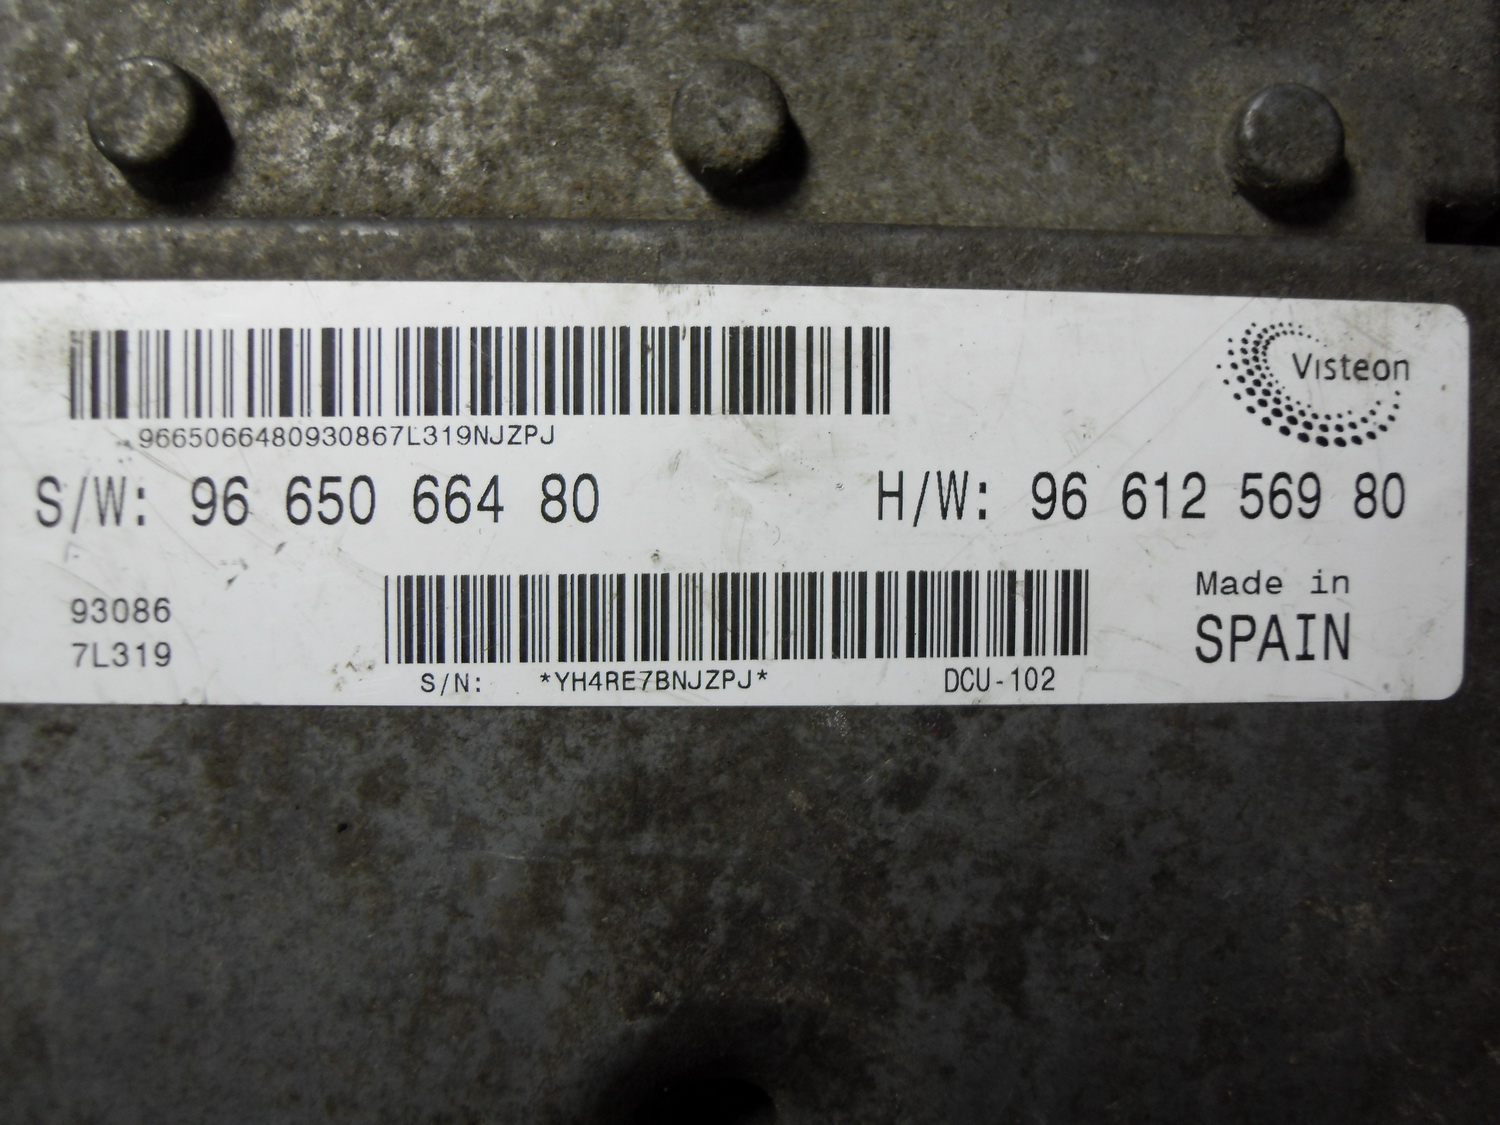 Visteon
9665066480930867L319NJZPJ
S/W: 96 650 664 80
H/W: 96 612 569 80
93086
7L319
Made in
SPAIN
S/N: *YH4RE7BNJZPJ* DCU-102